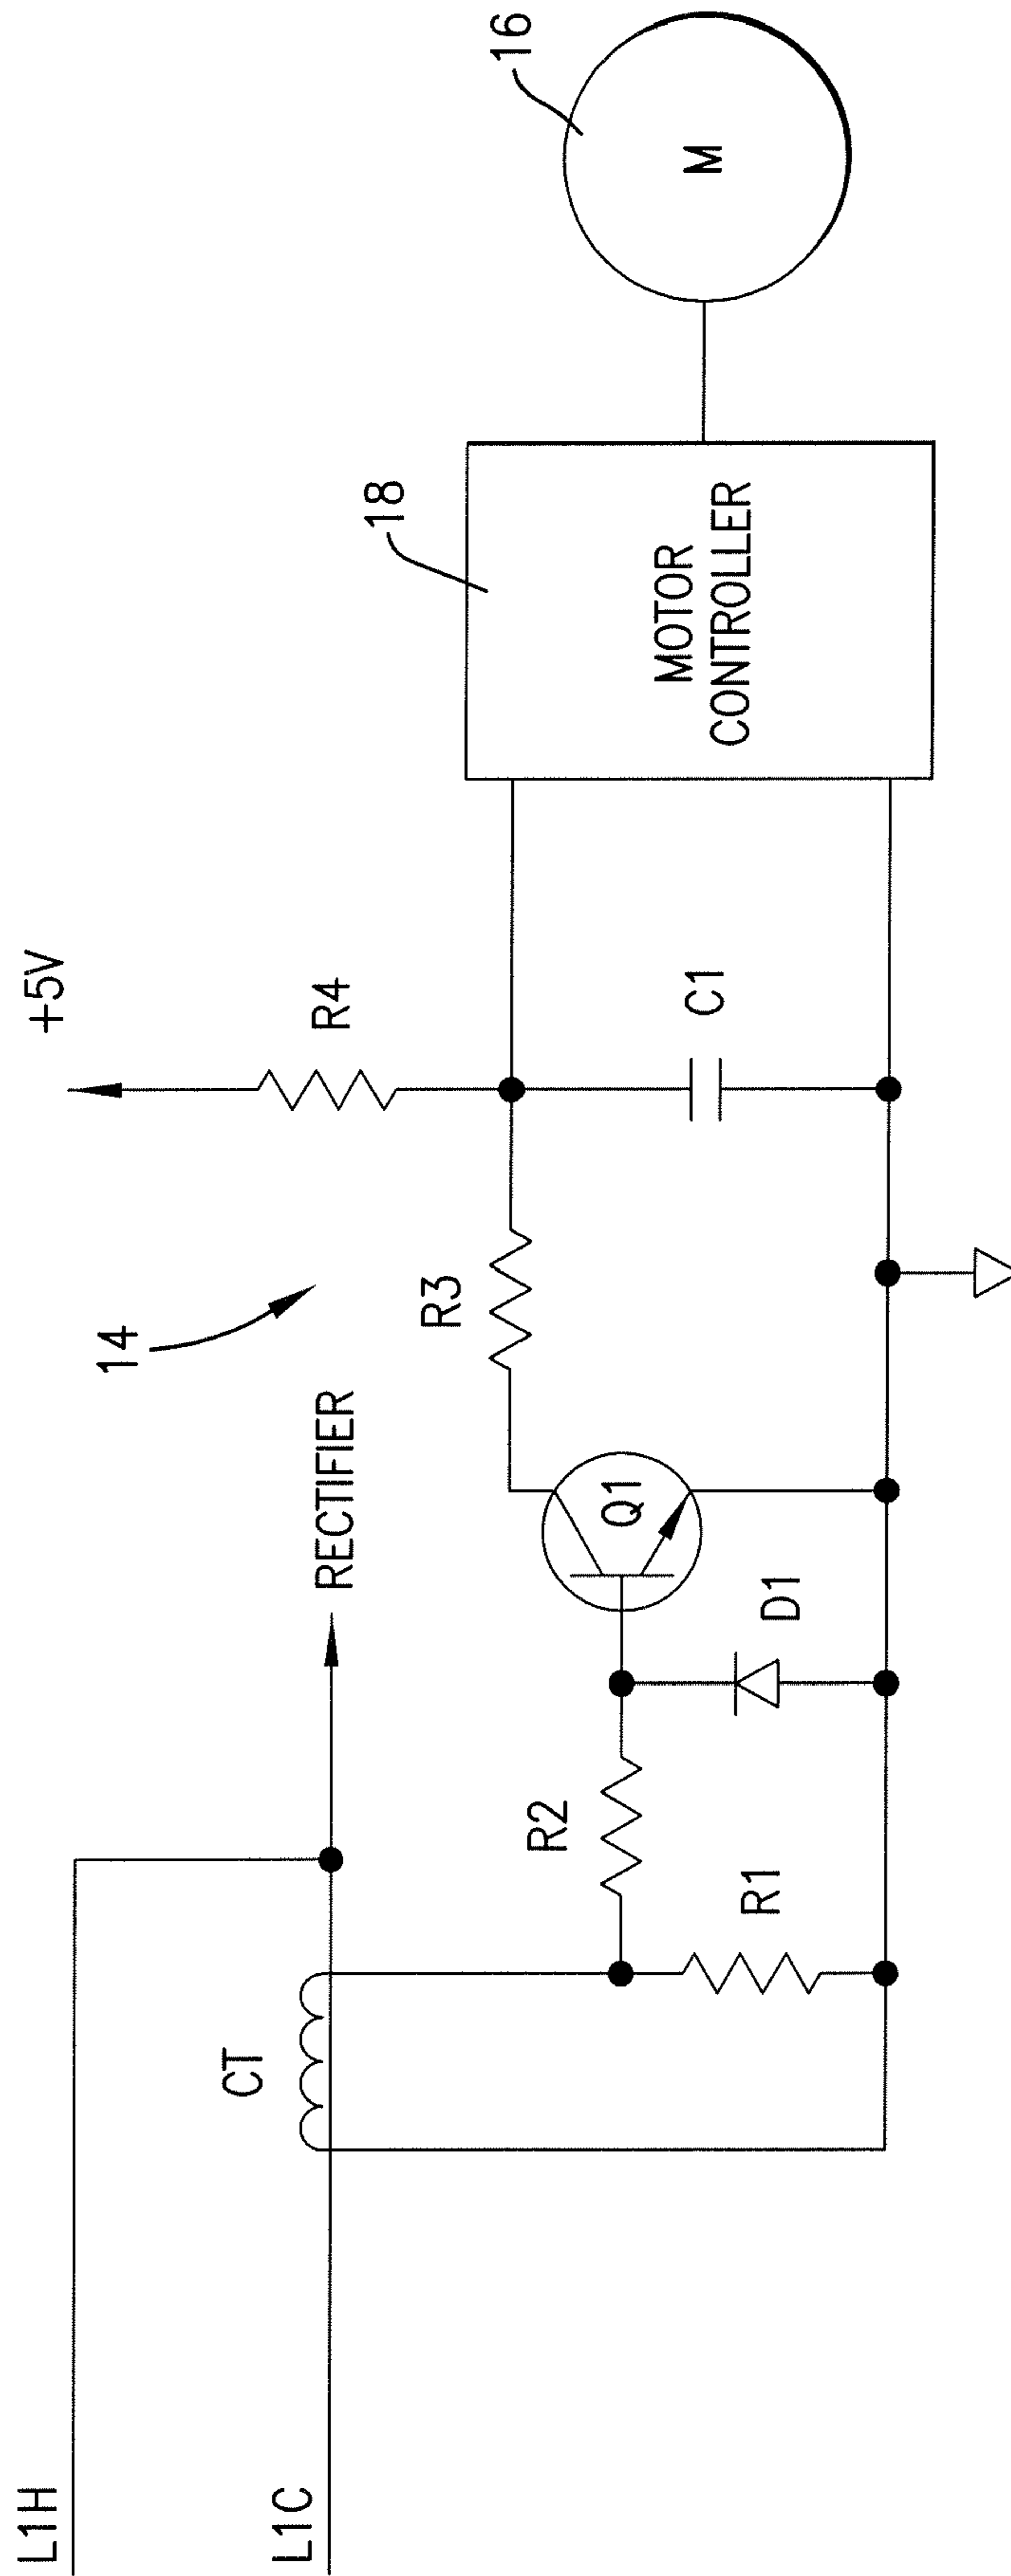 L1H
L1C
CT
RECTIFIER
14
+5V
R4
R3
R2
R1
D1
Q1
C1
18
MOTOR
CONTROLLER
16
M